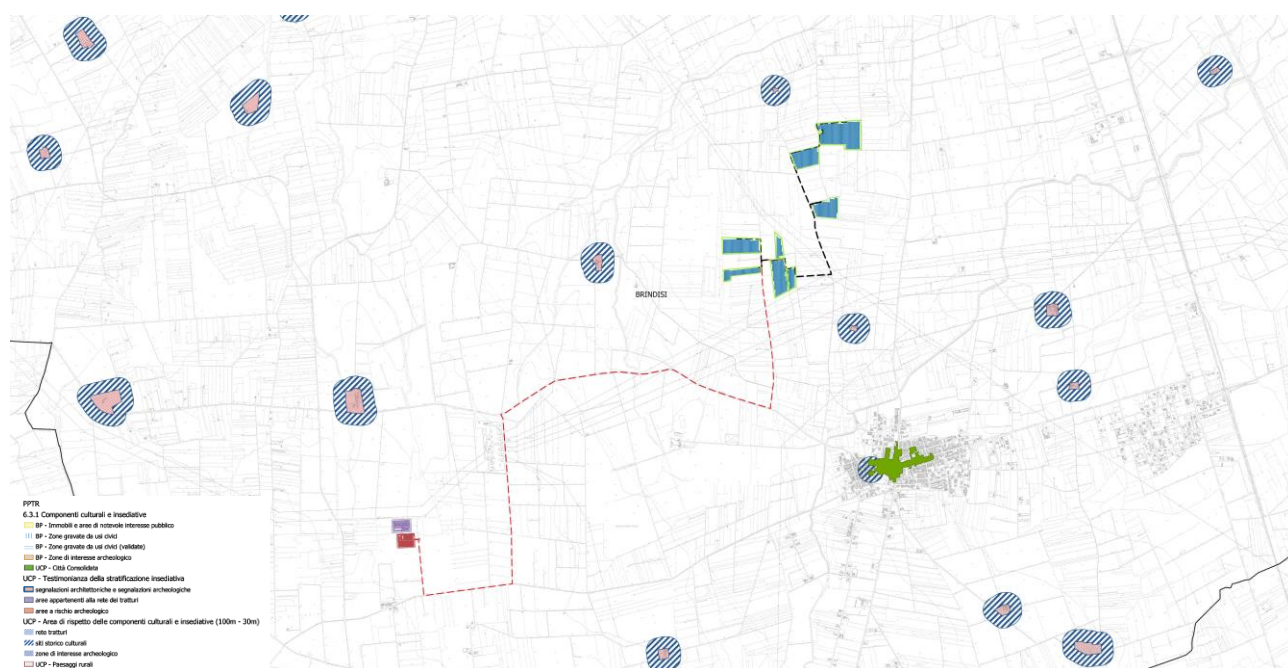 BRINDISI
PPTR
6.3.1 Componenti culturali e insediative
BP - Immobili e aree di notevole interesse pubblico
BP - Zone gravate da usi civici
BP - Zone gravate da usi civici (validate)
BP - Zone di interesse archeologico
UCP - Città Consolidata
UCP - Testimonianza della stratificazione insediativa
segnalazioni architettoniche e segnalazioni archeologiche
aree appartenenti alla rete dei tratturi
aree a rischio archeologico
UCP - Area di rispetto delle componenti culturali e insediative (100m - 30m)
rete tratturi
siti storico culturali
zone di interesse archeologico
UCP - Paesaggi rurali